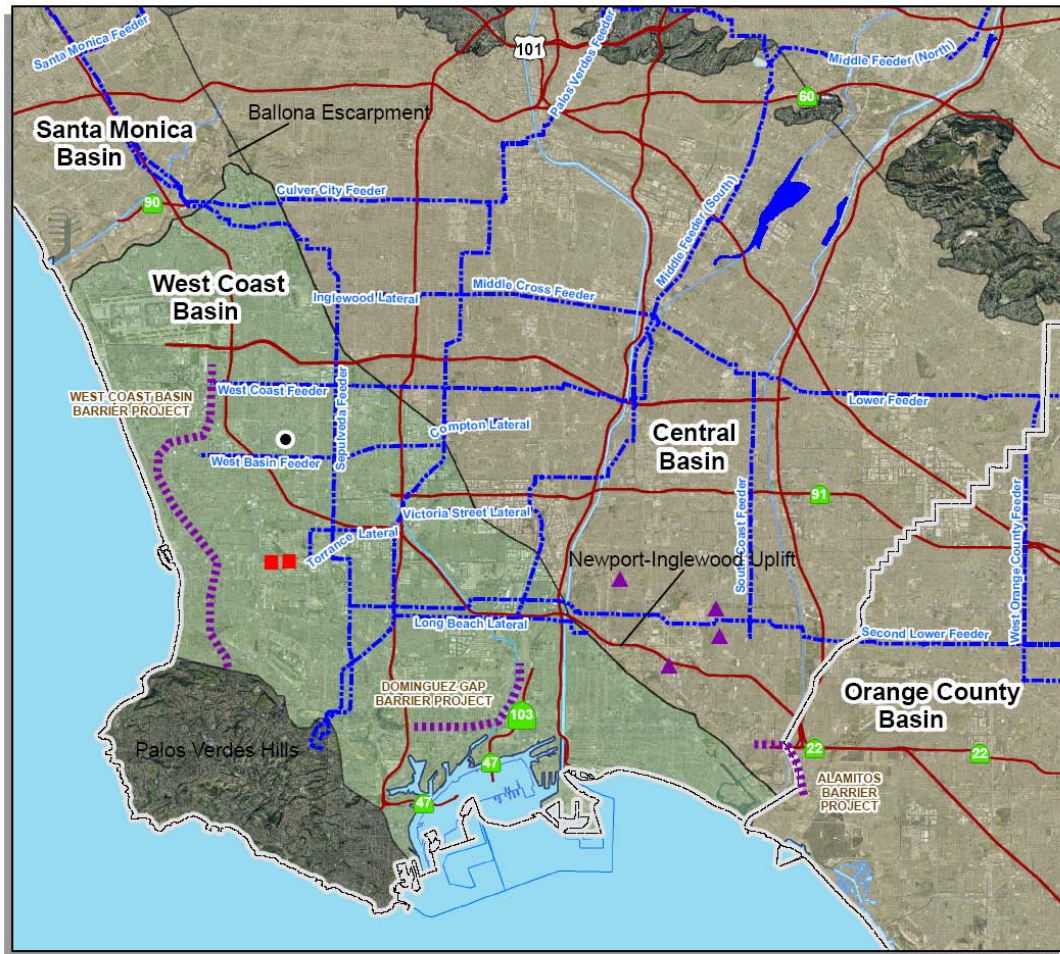 Santa Monica Feeder
101
Palos Verdes Feeder
Middle Feeder (North)
60
Ballona Escarpment
Santa Monica
Basin
Culver City Feeder
90
Middle Feeder (South)
West Coast
Basin
Inglewood Lateral
Middle Cross Feeder
WEST COAST BASIN
BARRIER PROJECT
West Coast Feeder
Sepulveda Feeder
Lower Feeder
Compton Lateral
Central
Basin
West Basin Feeder
91
Victoria Street Lateral
Torrance Lateral
South Coast Feeder
West Orange County Feeder
Newport-Inglewood Uplift
Long Beach Lateral
Second Lower Feeder
DOMINGUEZ GAP
BARRIER PROJECT
103
Orange County
Basin
Palos Verdes Hills
22
22
47
47
ALAMITOS
BARRIER
PROJECT